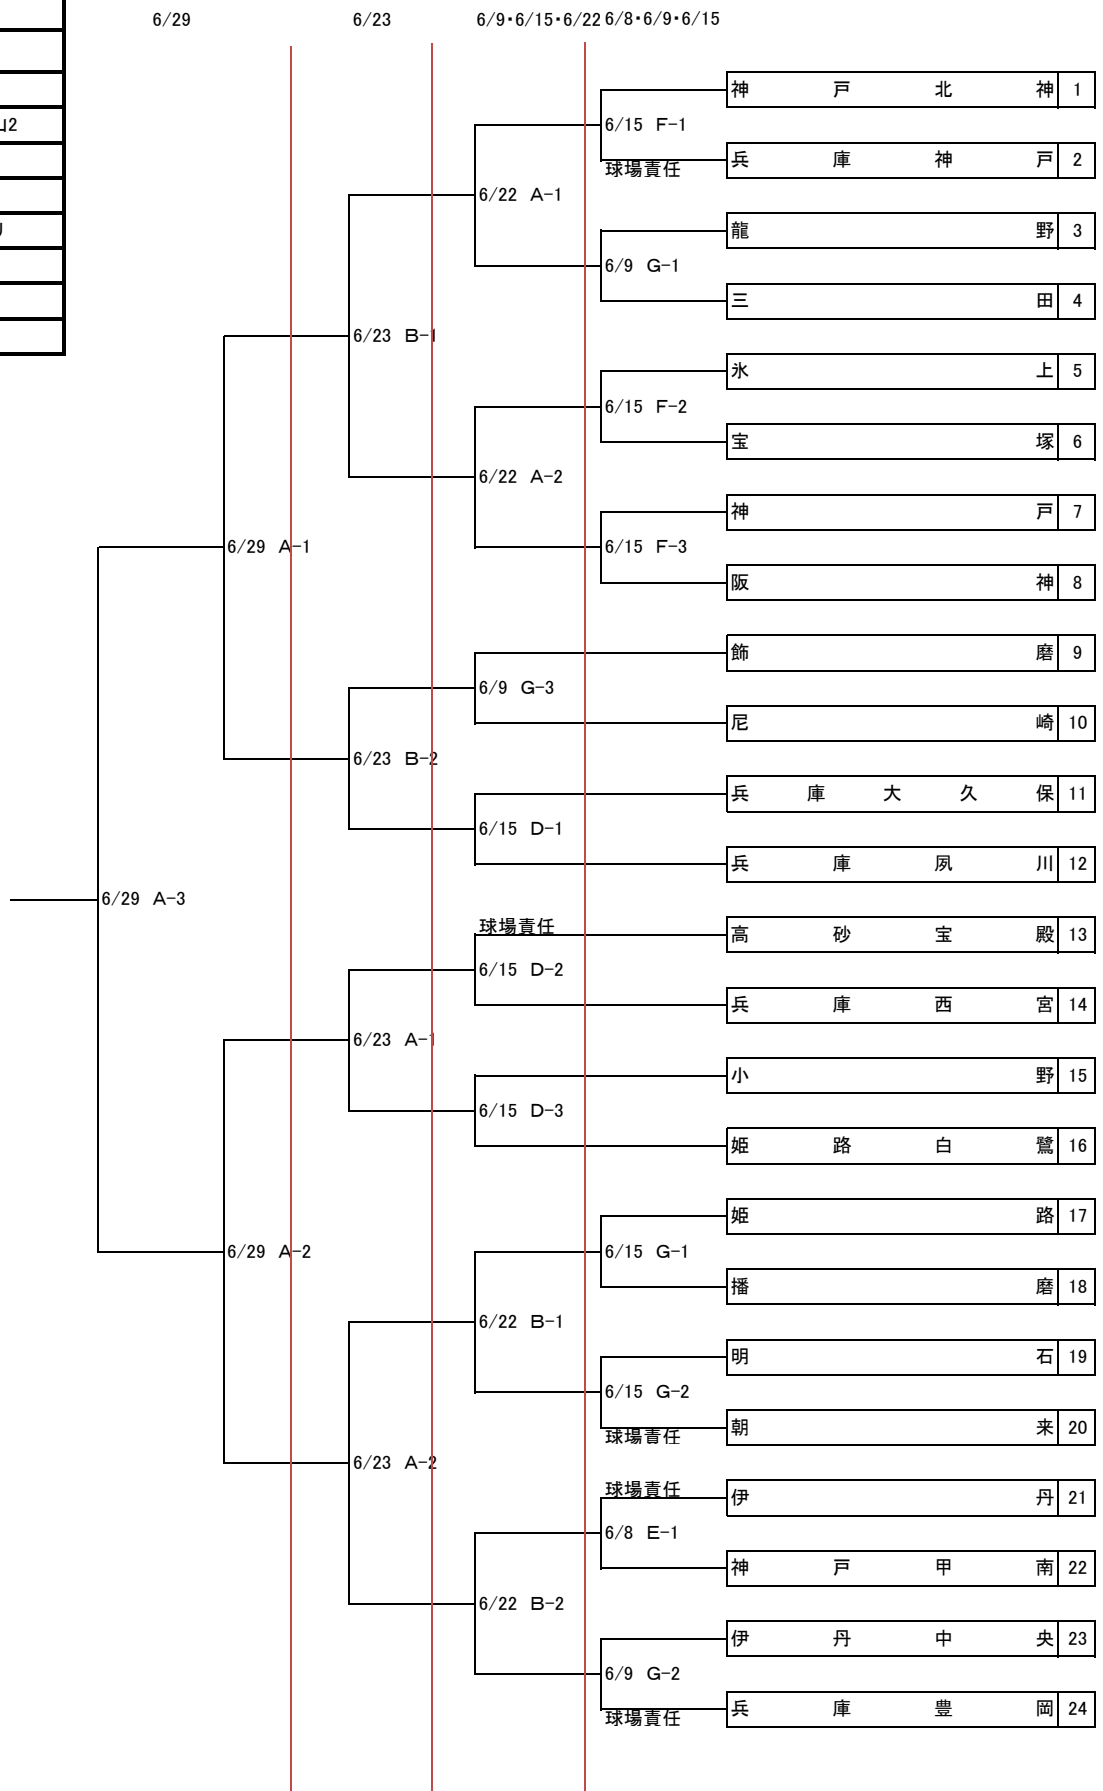 6/29 6/23 6/9・6/15・6/22 6/8・6/9・6/15
神戸北神 1
山2
6/15 F-1
兵庫神戸 2
球場責任
6/22 A-1
龍野 3
6/9 G-1
三田 4
6/23 B-1
氷上 5
6/15 F-2
宝塚 6
6/22 A-2
神戸 7
6/29 A-1
6/15 F-3
阪神 8
飾磨 9
6/9 G-3
尼崎 10
6/23 B-2
兵庫大久保 11
6/15 D-1
兵庫夙川 12
6/29 A-3
球場責任
高砂宝殿 13
6/15 D-2
兵庫西宮 14
6/23 A-1
小野 15
6/15 D-3
姫路白鷺 16
姫路 17
6/29 A-2
6/15 G-1
播磨 18
6/22 B-1
明石 19
6/15 G-2
朝来 20
球場責任
6/23 A-2
球場責任
伊丹 21
6/8 E-1
神戸甲南 22
6/22 B-2
伊丹中央 23
6/9 G-2
兵庫豊岡 24
球場責任